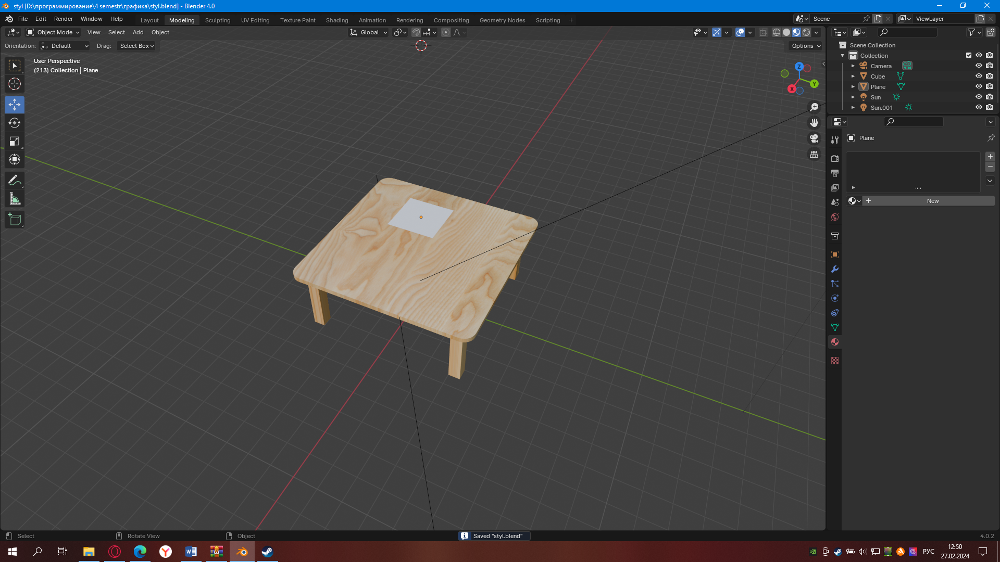 styl [D:\программирование\4 semestr\графика\styl.blend] - Blender 4.0
File Edit Render Window Help Layout Modeling Sculpting UV Editing Texture Paint Shading Animation Rendering Compositing Geometry Nodes Scripting + Scene ViewLayer
Object Mode View Select Add Object Global
Orientation: Default Drag: Select Box Options
User Perspective
(213) Collection | Plane
Z
Y
X
Scene Collection
Collection
Camera
Cube
Plane
Sun
Sun.001
Plane
New
Select Rotate View Object Saved "styl.blend" 4.0.2
РУС
12:50
27.02.2024